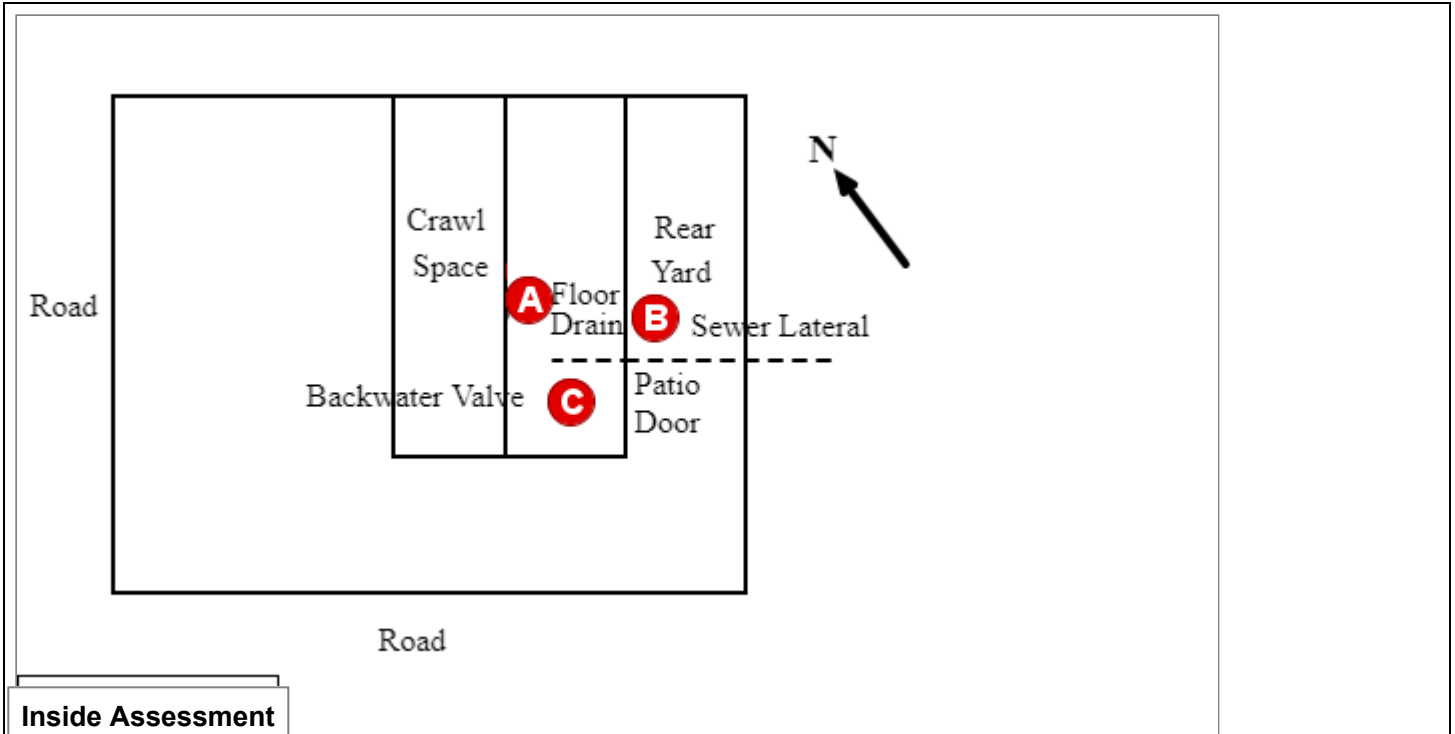 N
Crawl
Space
Rear
Yard
Road
A
Floor
Drain
B
Sewer Lateral
Backwater Valve
C
Patio
Door
Road
Inside Assessment